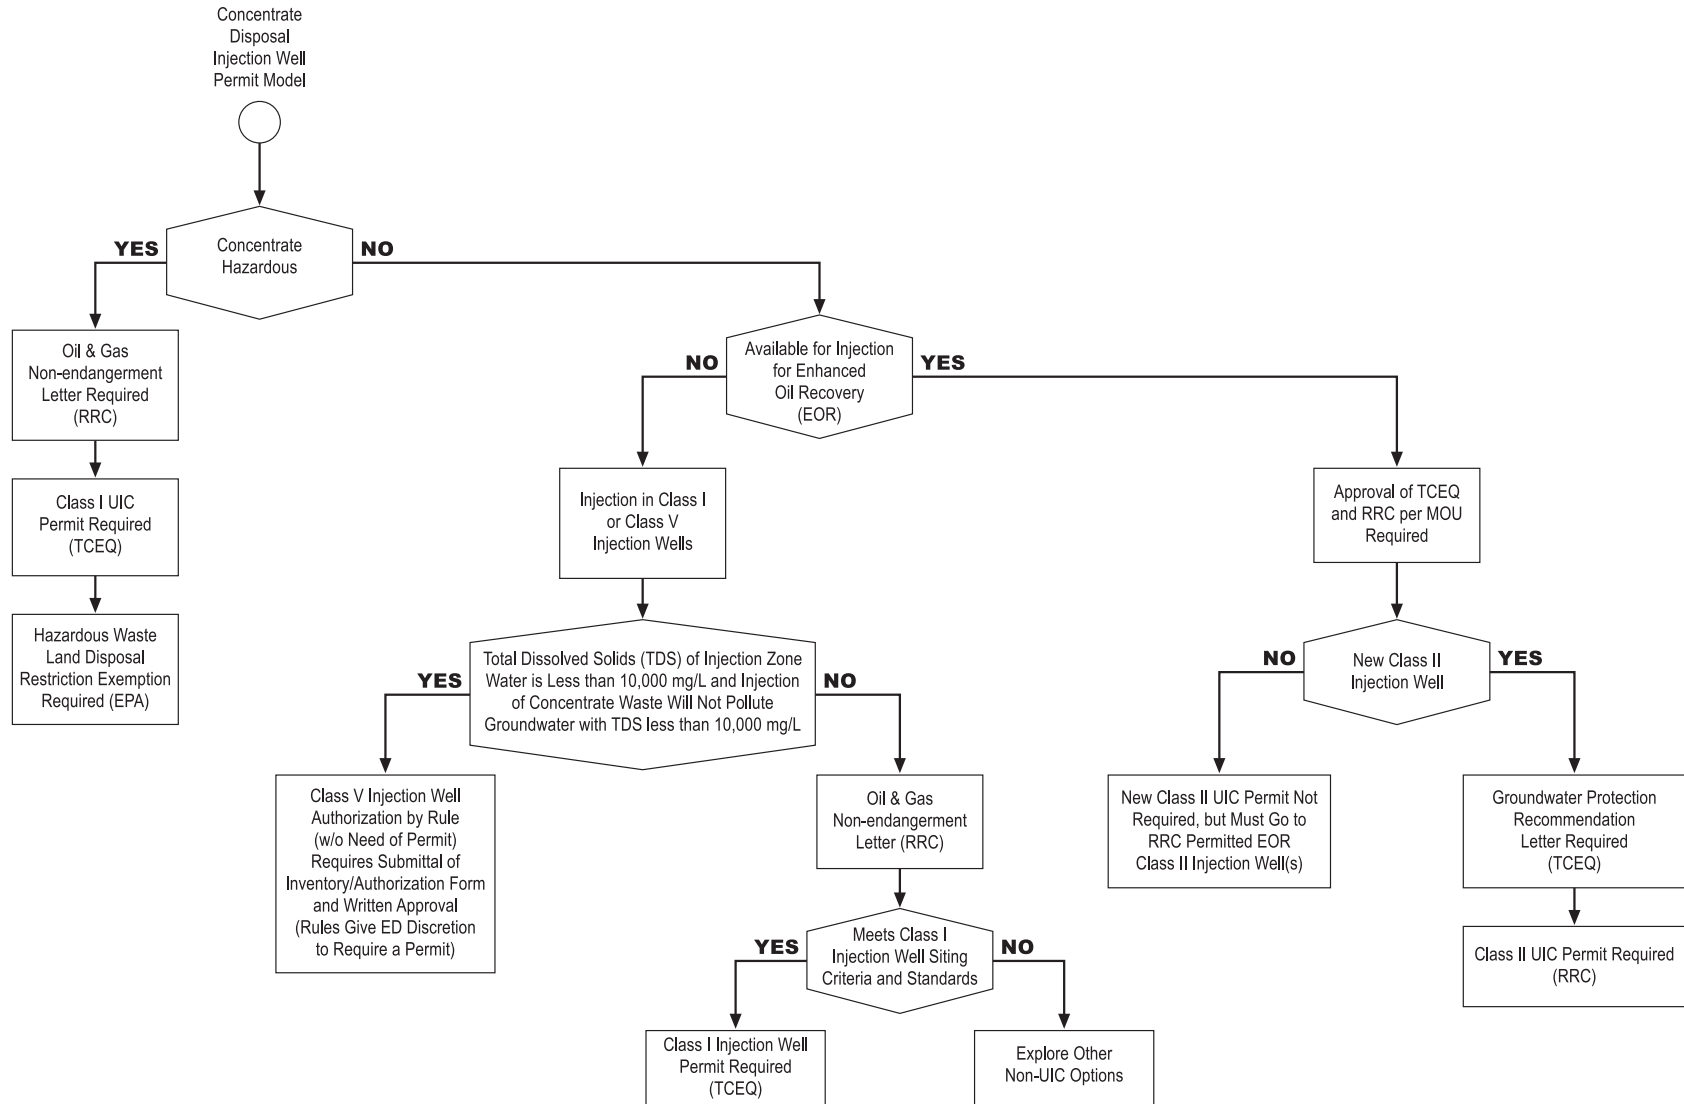 Concentrate
Disposal
Injection Well
Permit Model
YES
Concentrate
Hazardous
NO
Oil & Gas
Non-endangerment
Letter Required
(RRC)
Class I UIC
Permit Required
(TCEQ)
Hazardous Waste
Land Disposal
Restriction Exemption
Required (EPA)
NO
Available for Injection
for Enhanced
Oil Recovery
(EOR)
YES
Injection in Class I
or Class V
Injection Wells
YES
Total Dissolved Solids (TDS) of Injection Zone
Water is Less than 10,000 mg/L and Injection
of Concentrate Waste Will Not Pollute
Groundwater with TDS less than 10,000 mg/L
NO
Class V Injection Well
Authorization by Rule
(w/o Need of Permit)
Requires Submittal of
Inventory/Authorization Form
and Written Approval
(Rules Give ED Discretion
to Require a Permit)
Oil & Gas
Non-endangerment
Letter (RRC)
YES
Meets Class I
Injection Well Siting
Criteria and Standards
NO
Class I Injection Well
Permit Required
(TCEQ)
Explore Other
Non-UIC Options
Approval of TCEQ
and RRC per MOU
Required
NO
New Class II
Injection Well
YES
New Class II UIC Permit Not
Required, but Must Go to
RRC Permitted EOR
Class II Injection Well(s)
Groundwater Protection
Recommendation
Letter Required
(TCEQ)
Class II UIC Permit Required
(RRC)